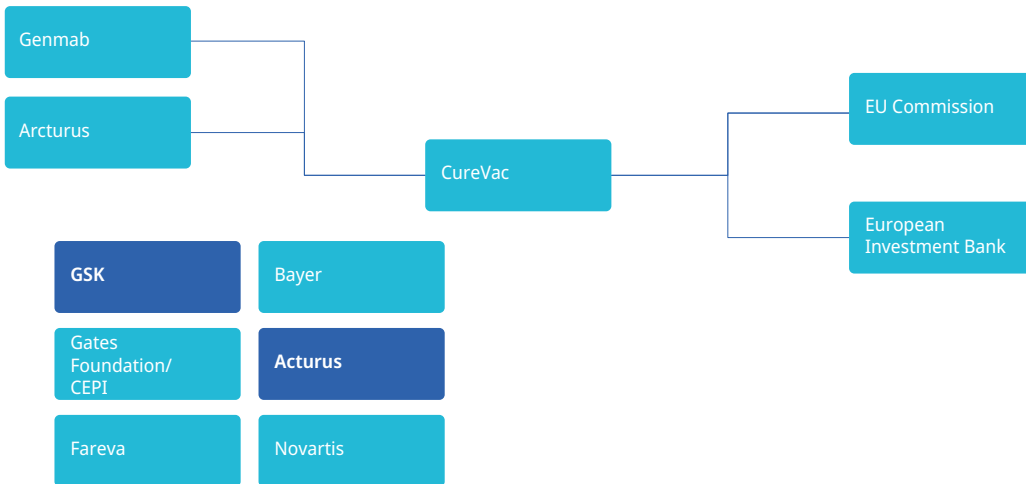 Genmab
Arcturus
CureVac
EU Commission
European
Investment Bank
GSK
Bayer
Gates
Foundation/
CEPI
Acturus
Fareva
Novartis